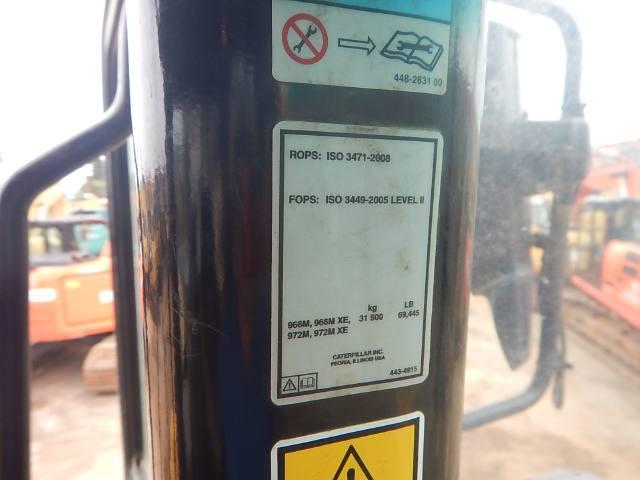 448-2831 00
ROPS: ISO 3471-2008
FOPS: ISO 3449-2005 LEVEL II
kg LB
966M, 966M XE, 31 500 69,445
972M, 972M XE
CATERPILLAR INC.
PEORIA, ILLINOIS USA
443-4915